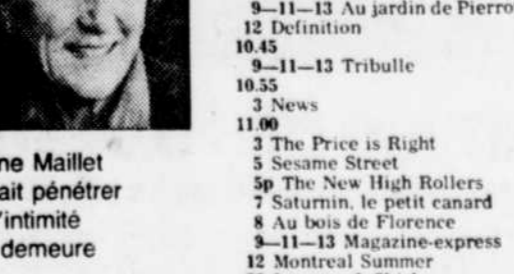 ne Maillet
ait pénétrer
'intimité
demeure
9—11—13 Au jardin de Pierro
12 Definition
10.45
9—11—13 Tribulle
10.55
3 News
11.00
3 The Price is Right
5 Sesame Street
5p The New High Rollers
7 Saturnin, le petit canard
8 Au bois de Florence
9—11—13 Magazine-express
12 Montreal Summer